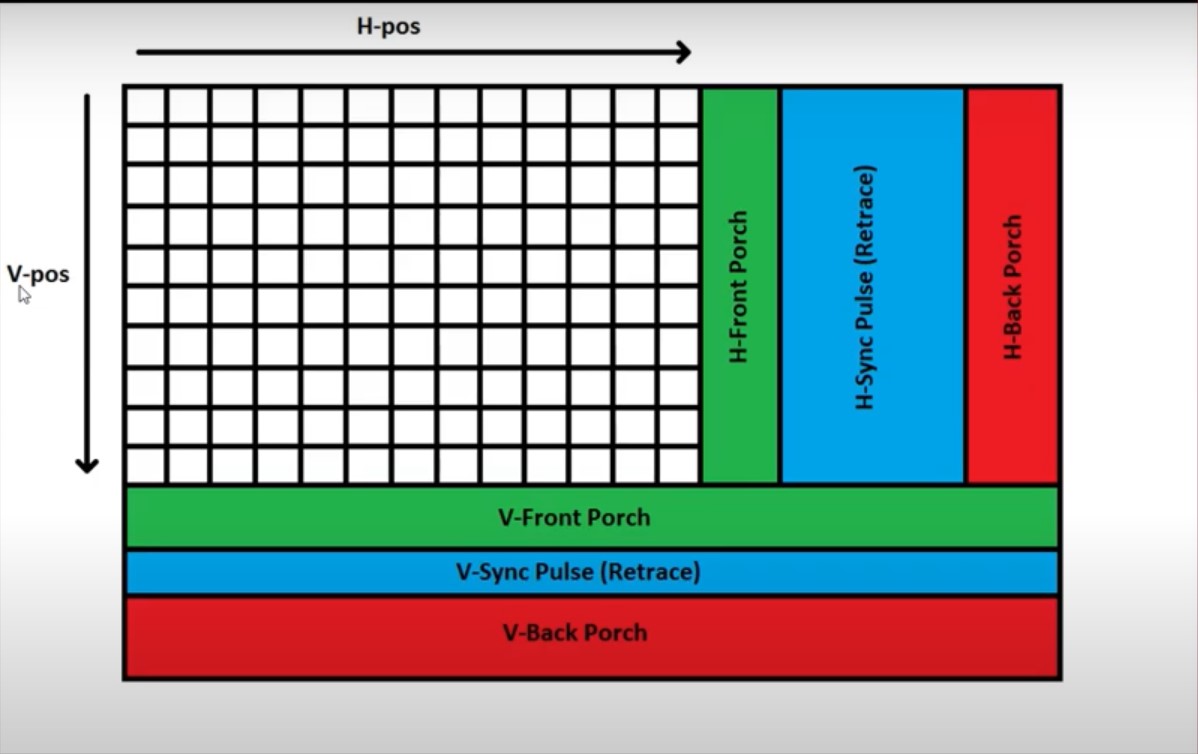 H-pos
V-pos
H-Front Porch
H-Sync Pulse (Retrace)
H-Back Porch
V-Front Porch
V-Sync Pulse (Retrace)
V-Back Porch